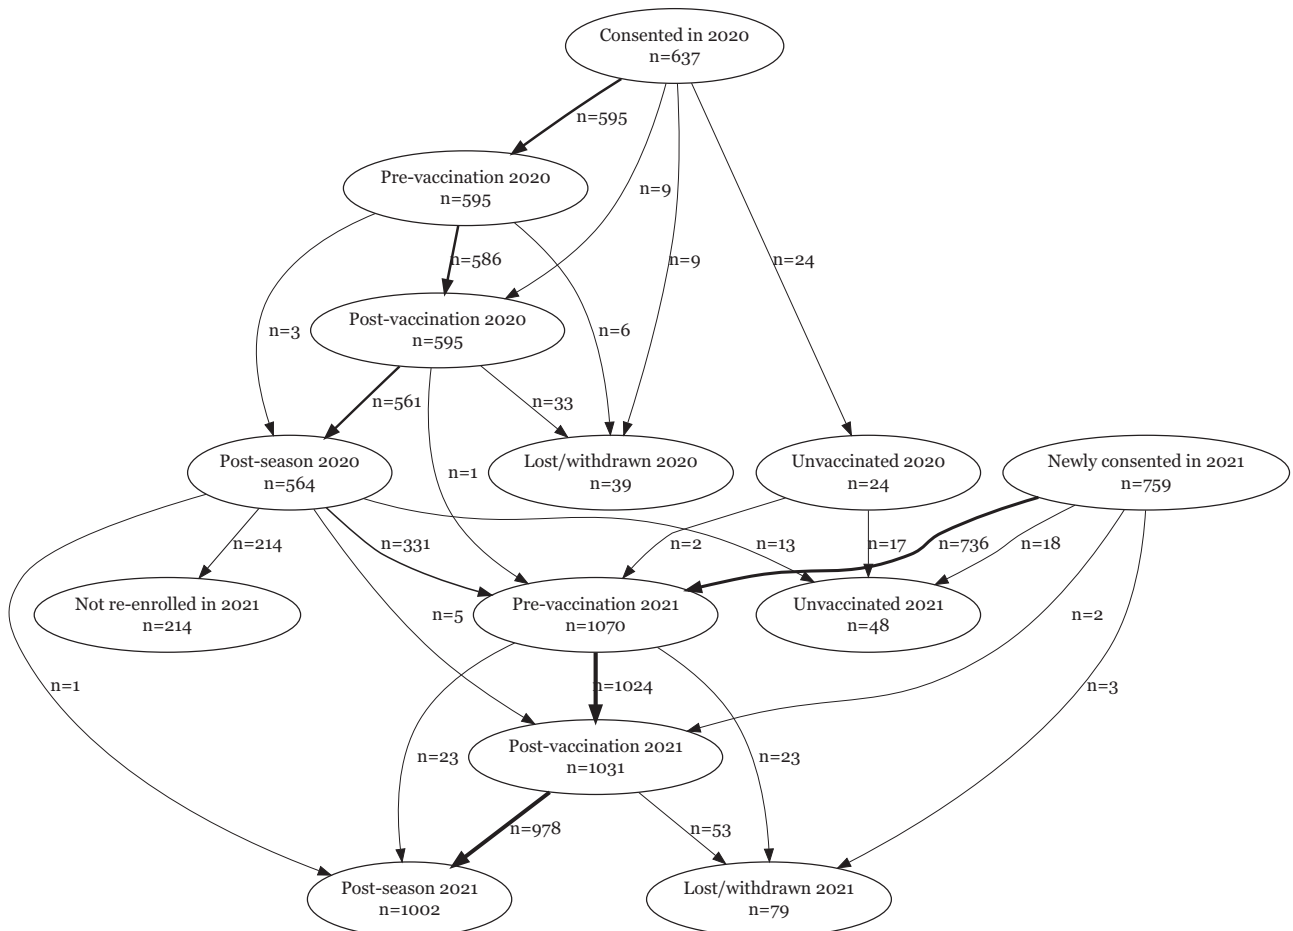 Consented in 2020
n=637
n=595
Pre-vaccination 2020
n=595
n=9
n=586
n=9
n=24
Post-vaccination 2020
n=595
n=3
n=6
n=561
n=33
Post-season 2020
n=564
n=1
Lost/withdrawn 2020
n=39
Unvaccinated 2020
n=24
Newly consented in 2021
n=759
n=214
n=331
n=2
n=13
n=17
n=736
n=18
Not re-enrolled in 2021
n=214
n=5
Pre-vaccination 2021
n=1070
Unvaccinated 2021
n=48
n=2
n=1
n=1024
n=3
n=23
Post-vaccination 2021
n=1031
n=23
n=978
n=53
Post-season 2021
n=1002
Lost/withdrawn 2021
n=79